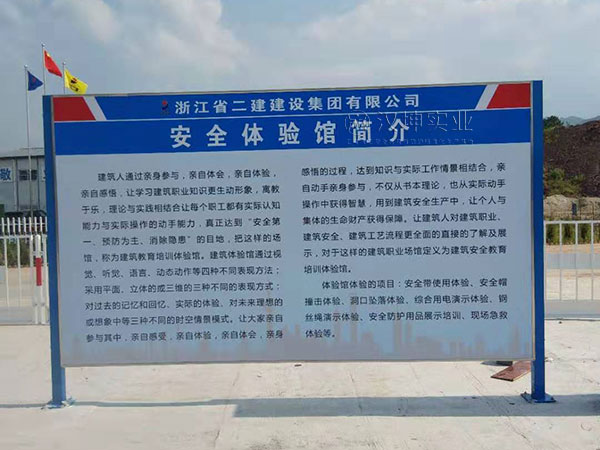 浙江省二建建设集团有限公司
汉坤实业
安全体验馆简介
建筑人通过亲身参与，亲自体会，亲自体验，
亲自感悟，让学习建筑职业知识更生动形象，寓教
于乐，理论与实践相结合让每个职工都有实际认知
能力与实际操作的动手能力，真正达到“安全第
一、预防为主、消除隐患”的目地，把这样的场
馆，称为建筑教育培训体验馆。建筑体验馆通过视
觉、听觉、语言、动态动作等四种不同表现方法；
采用平面、立体的或三维的三种不同的表现方式；
对过去的记忆和回忆、实际的体验、对未来理想的
或想象中等三种不同的时空情景模式。让大家亲自
参与其中，亲自感受，亲自体验，亲自体会，亲身
感悟的过程，达到知识与实际工作情景相结合，亲
自动手亲身参与，不仅从书本理论，也从实际动手
操作中获得智慧，用到建筑安全生产中，让个人与
集体的生命财产获得保障。让建筑人对建筑职业、
建筑安全、建筑工艺流程更全面的直接的了解及展
示，对于这样的建筑职业场馆定义为建筑安全教育
培训体验馆。
体验馆体验的项目：安全带使用体验、安全帽
撞击体验、洞口坠落体验、综合用电演示体验、钢
丝绳演示体验、安全防护用品展示培训、现场急救
体验等。